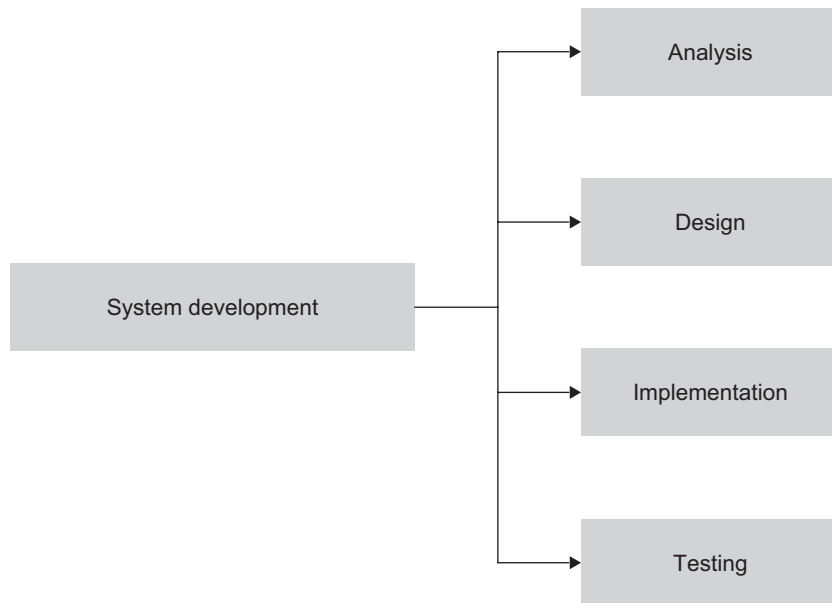 Analysis
Design
System development
Implementation
Testing